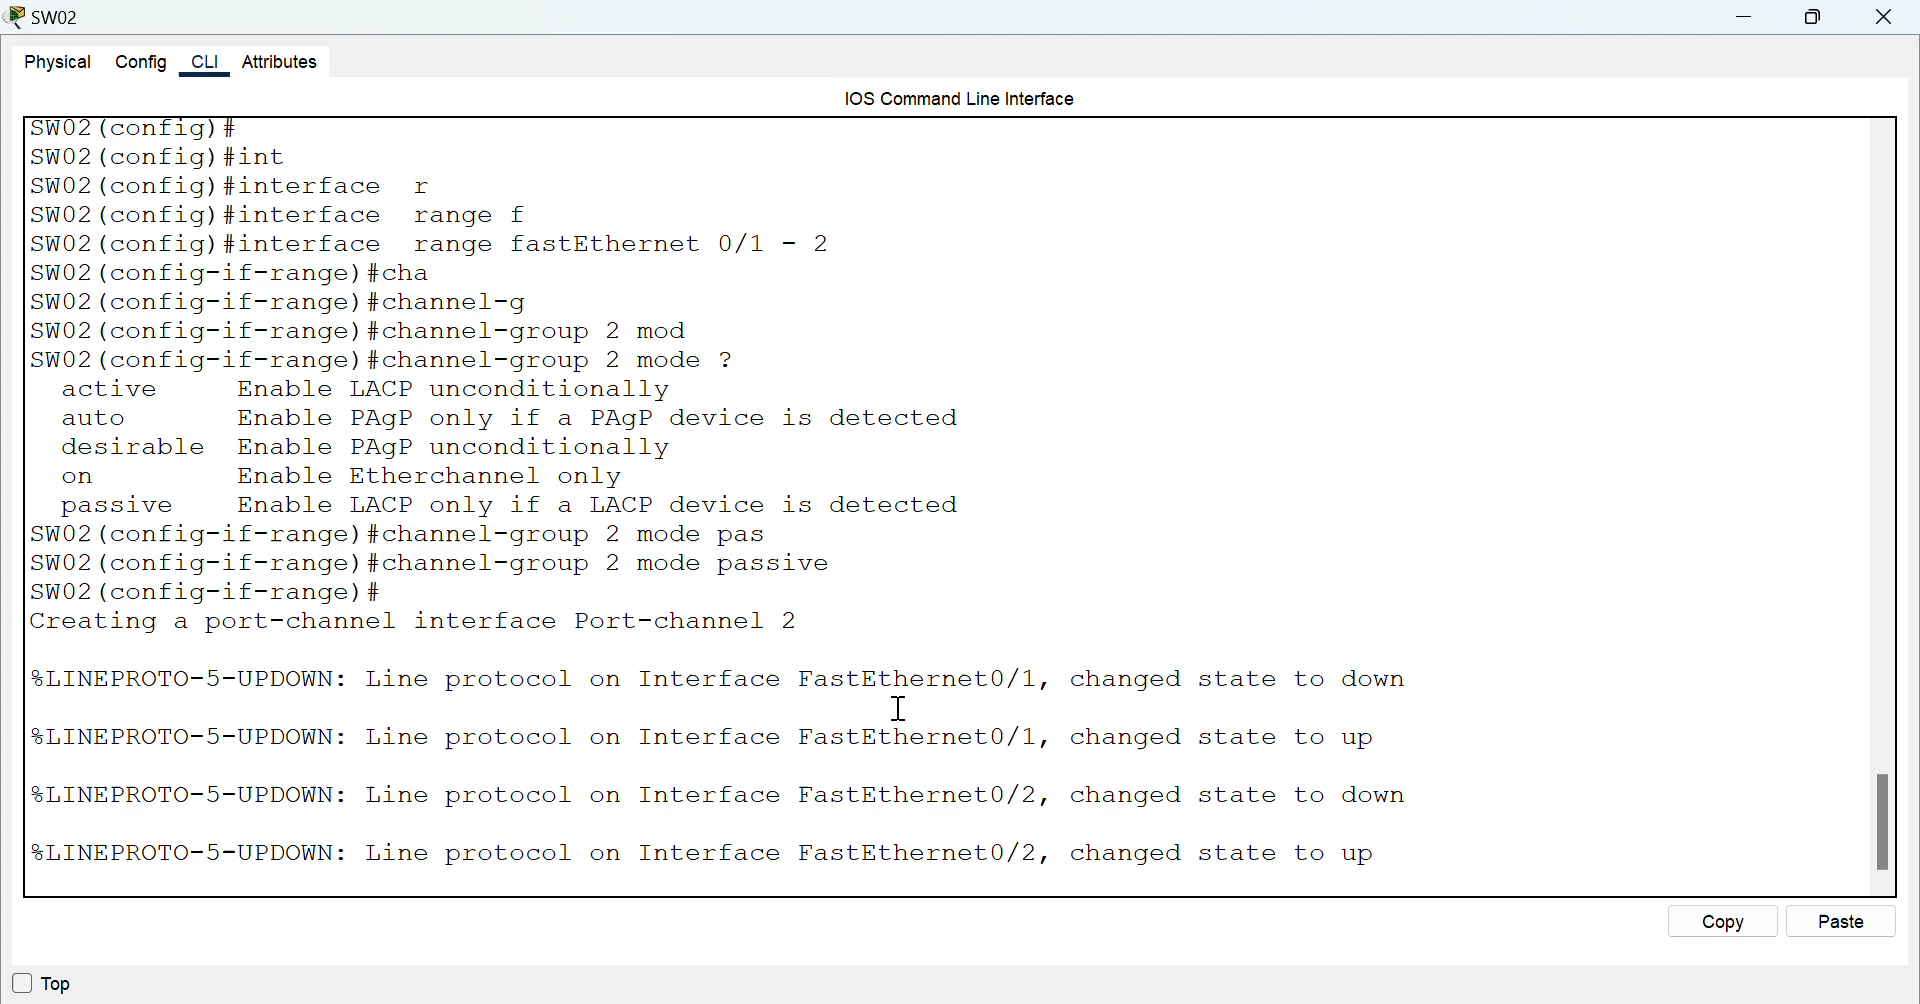 SW02
Physical Config CLI Attributes
IOS Command Line Interface
SW02(config)#
SW02(config)#int
SW02(config)#interface  r
SW02(config)#interface  range f
SW02(config)#interface  range fastEthernet 0/1 - 2
SW02(config-if-range)#cha
SW02(config-if-range)#channel-g
SW02(config-if-range)#channel-group 2 mod
SW02(config-if-range)#channel-group 2 mode ?
  active     Enable LACP unconditionally
  auto       Enable PAgP only if a PAgP device is detected
  desirable  Enable PAgP unconditionally
  on         Enable Etherchannel only
  passive    Enable LACP only if a LACP device is detected
SW02(config-if-range)#channel-group 2 mode pas
SW02(config-if-range)#channel-group 2 mode passive
SW02(config-if-range)#
Creating a port-channel interface Port-channel 2
%LINEPROTO-5-UPDOWN: Line protocol on Interface FastEthernet0/1, changed state to down
%LINEPROTO-5-UPDOWN: Line protocol on Interface FastEthernet0/1, changed state to up
%LINEPROTO-5-UPDOWN: Line protocol on Interface FastEthernet0/2, changed state to down
%LINEPROTO-5-UPDOWN: Line protocol on Interface FastEthernet0/2, changed state to up
Copy Paste
Top